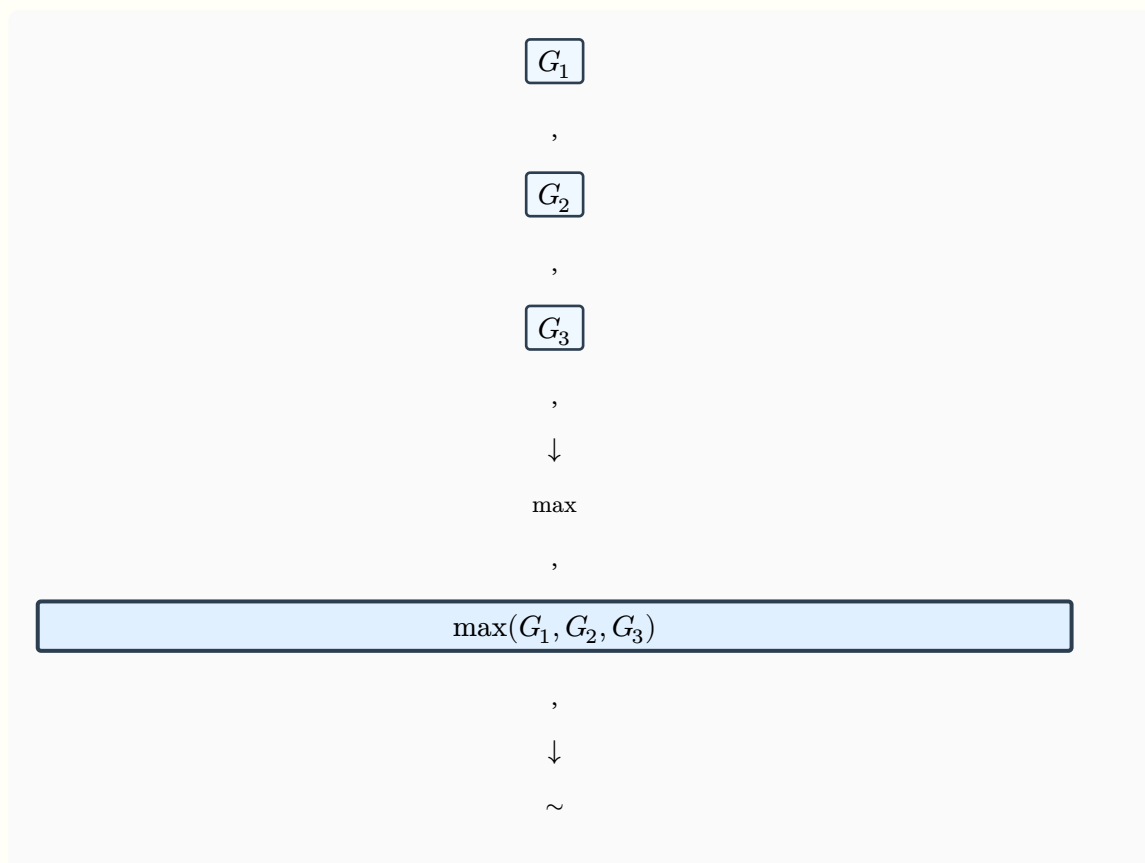 G₁
,
G₂
,
G₃
,
↓
max
,
max(G₁, G₂, G₃)
,
↓
~